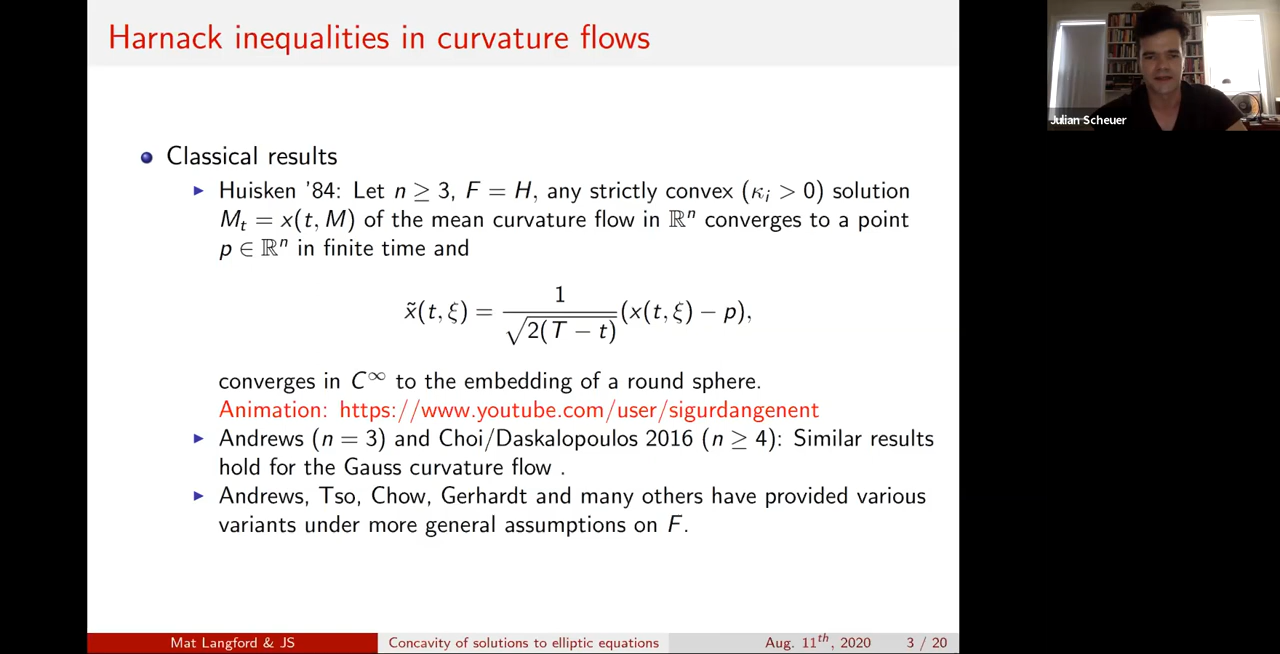 Harnack inequalities in curvature flows
Julian Scheuer
Classical results
Huisken '84: Let n ≥ 3, F = H, any strictly convex (κᵢ > 0) solution
Mₜ = x(t, M) of the mean curvature flow in ℝⁿ converges to a point
p ∈ ℝⁿ in finite time and
x̃(t, ξ) = 1/√(2(T − t)) (x(t, ξ) − p),
converges in C^∞ to the embedding of a round sphere.
Animation: https://www.youtube.com/user/sigurdangenent
Andrews (n = 3) and Choi/Daskalopoulos 2016 (n ≥ 4): Similar results
hold for the Gauss curvature flow .
Andrews, Tso, Chow, Gerhardt and many others have provided various
variants under more general assumptions on F.
Mat Langford & JS Concavity of solutions to elliptic equations Aug. 11th, 2020 3 / 20